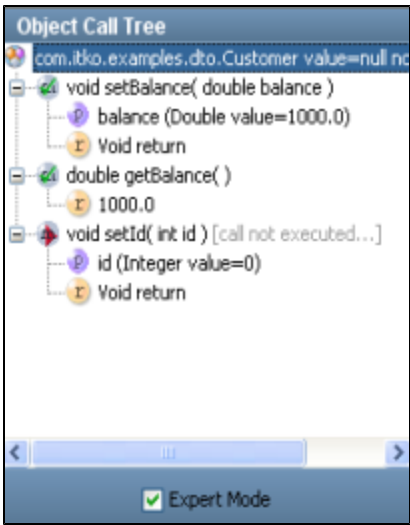 Object Call Tree
com.itko.examples.dto.Customer value=null
void setBalance( double balance )
P balance (Double value=1000.0)
r Void return
double getBalance( )
r 1000.0
void setId( int id ) [call not executed...]
P id (Integer value=0)
r Void return
Expert Mode